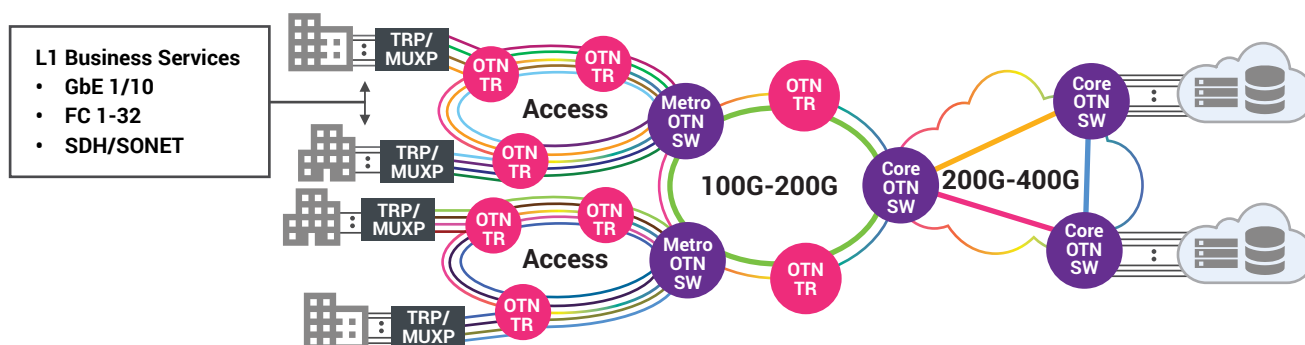 L1 Business Services
• GbE 1/10
• FC 1-32
• SDH/SONET
TRP/
MUXP
TRP/
MUXP
TRP/
MUXP
TRP/
MUXP
OTN
TR
OTN
TR
Access
OTN
TR
OTN
TR
OTN
TR
Access
OTN
TR
Metro
OTN
SW
Metro
OTN
SW
OTN
TR
100G-200G
OTN
TR
Core
OTN
SW
200G-400G
Core
OTN
SW
Core
OTN
SW